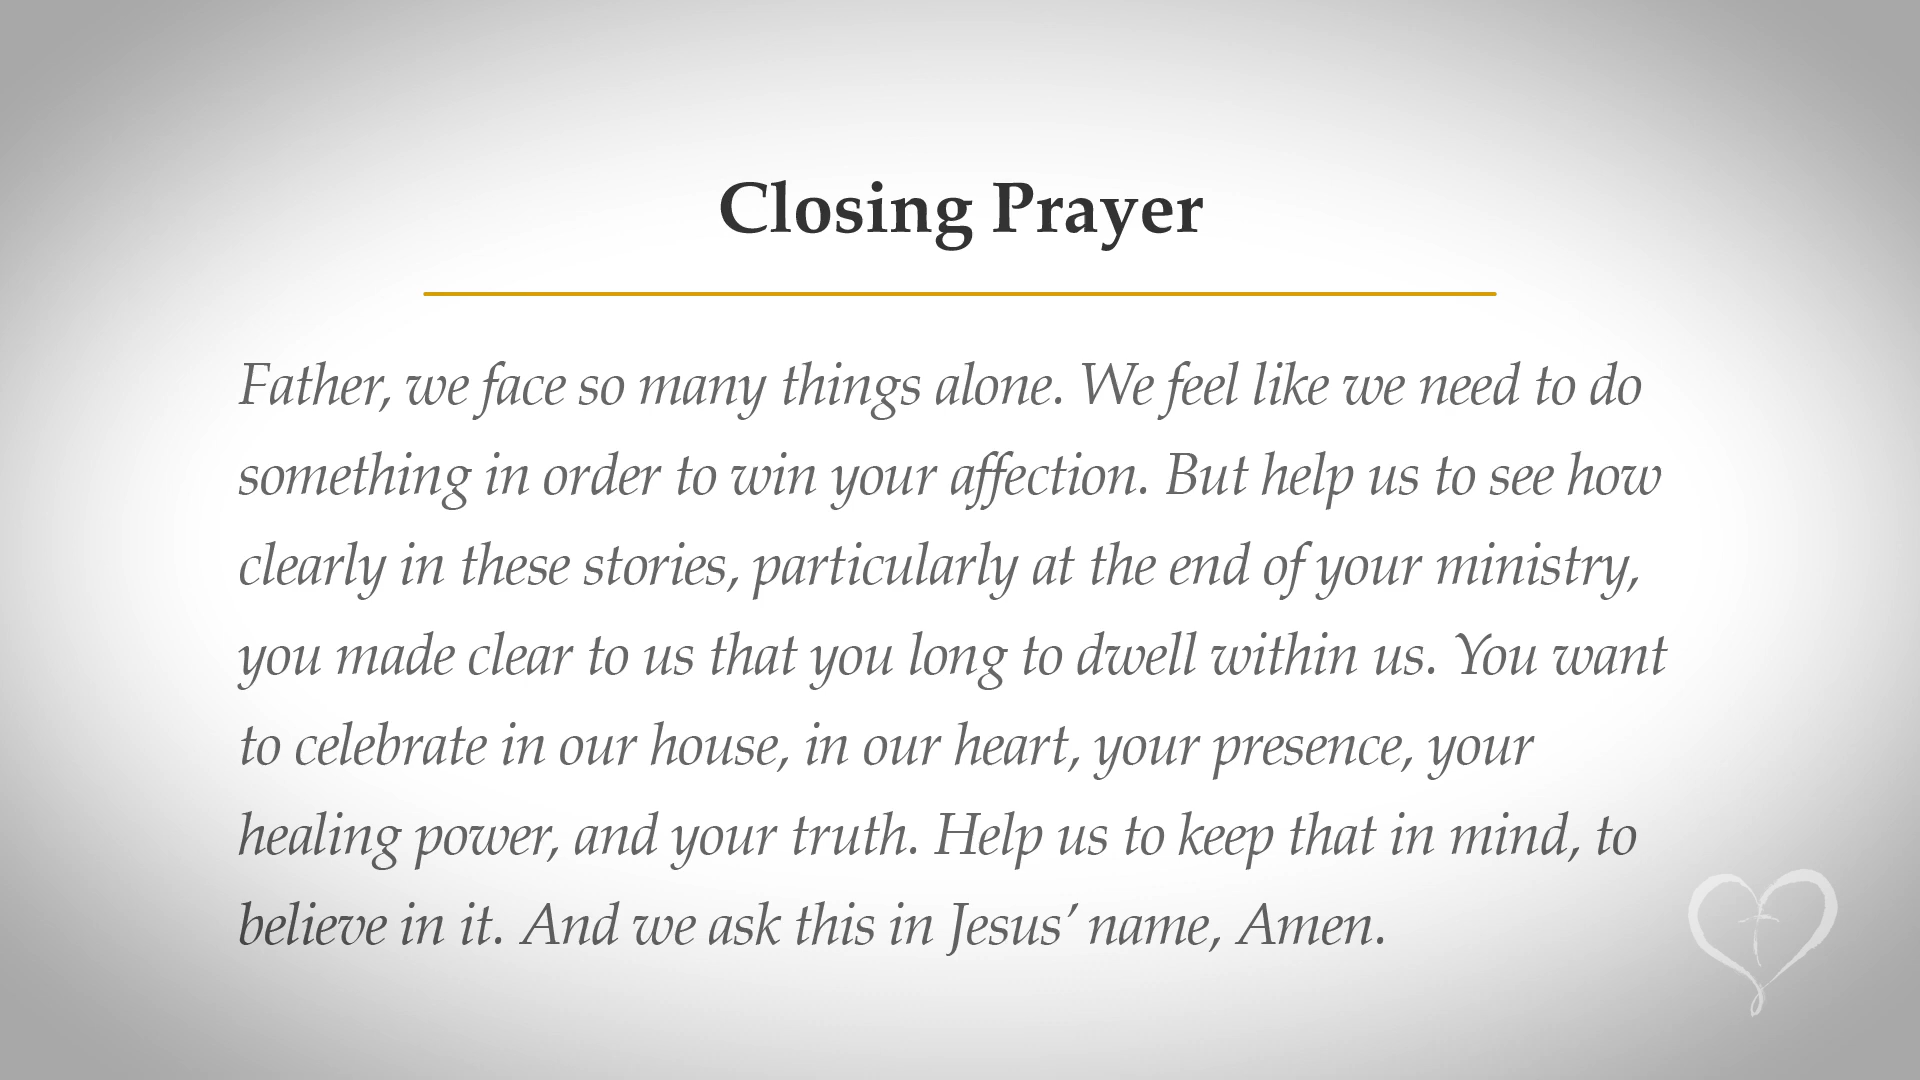 Closing Prayer
Father, we face so many things alone. We feel like we need to do
something in order to win your affection. But help us to see how
clearly in these stories, particularly at the end of your ministry,
you made clear to us that you long to dwell within us. You want
to celebrate in our house, in our heart, your presence, your
healing power, and your truth. Help us to keep that in mind, to
believe in it. And we ask this in Jesus’ name, Amen.